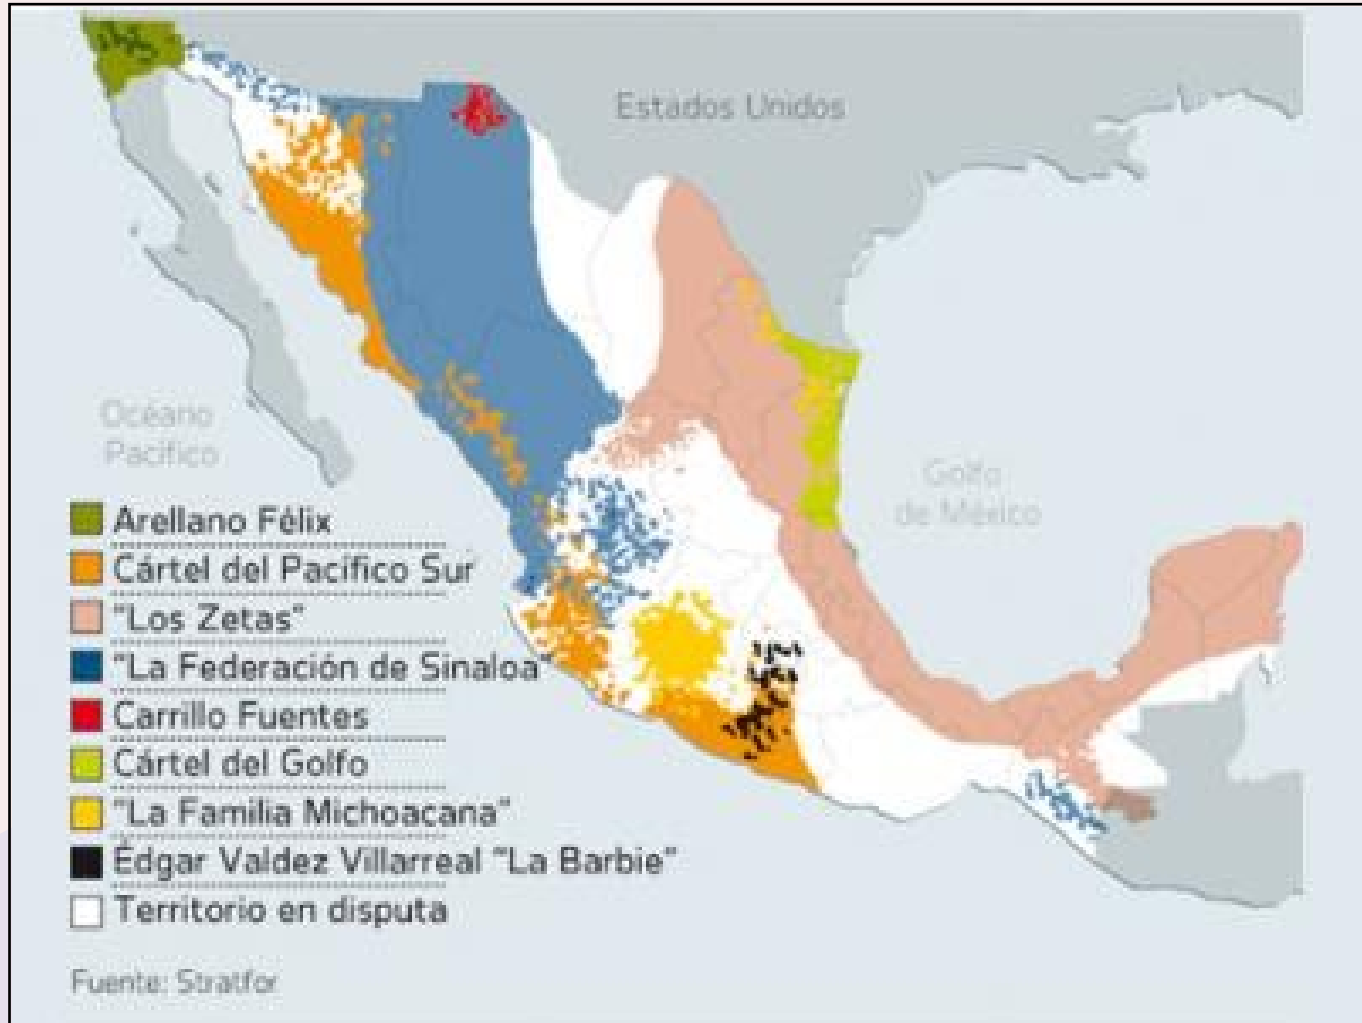 Estados Unidos
Océano
Pacífico
Golfo
de México
Arellano Félix
Cártel del Pacífico Sur
"Los Zetas"
"La Federación de Sinaloa"
Carrillo Fuentes
Cártel del Golfo
"La Familia Michoacana"
Édgar Valdez Villarreal "La Barbie"
Territorio en disputa
Fuente: Stratfor